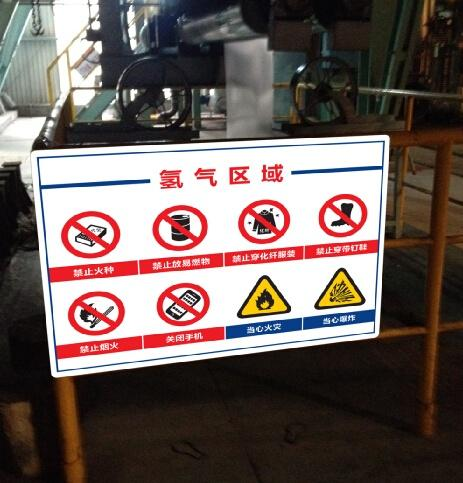 氢气区域
禁止火种 禁止放易燃物 禁止穿化纤服装 禁止穿带钉鞋
禁止烟火 关闭手机 当心火灾 当心爆炸